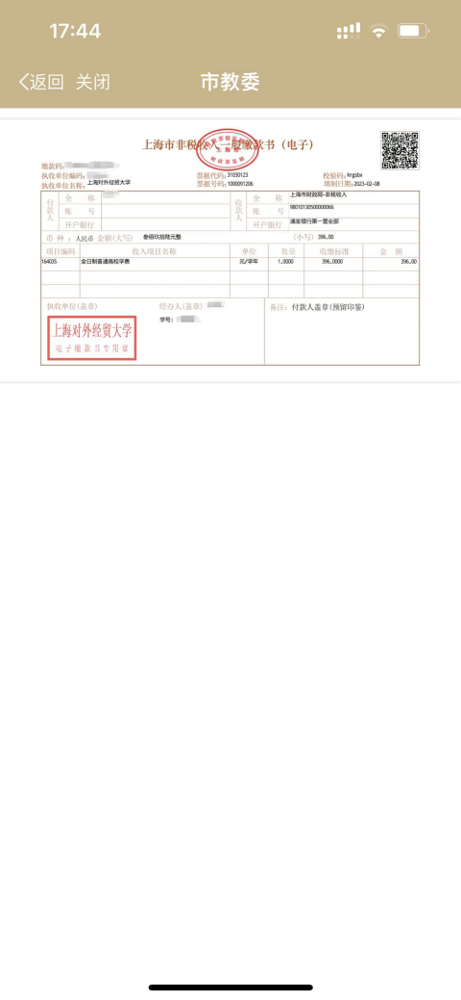 17:44
返回 关闭 市教委
上海市非税收入一般缴款书（电子）
缴款码：
执收单位编码： 票据代码：31030123 校验码：Krgsbx
执收单位名称：上海对外经贸大学 票据号码：1000091206 填制日期：2023-02-08
付款人 全 称 收款人 全 称 上海市财政局-非税收入
账 号 账 号 98010130500000066
开户银行 开户银行 浦发银行第一营业部
币 种：人民币 金额(大写) 叁佰玖拾陆元整 (小写) 396.00
项目编码 收入项目名称 单位 数量 收缴标准 金 额
164035 全日制普通高校学费 元/学年 1.0000 396.0000 396.00
执收单位(盖章) 经办人(盖章) 备注：付款人盖章(预留印鉴)
学号：
上海对外经贸大学
电子缴款书专用章